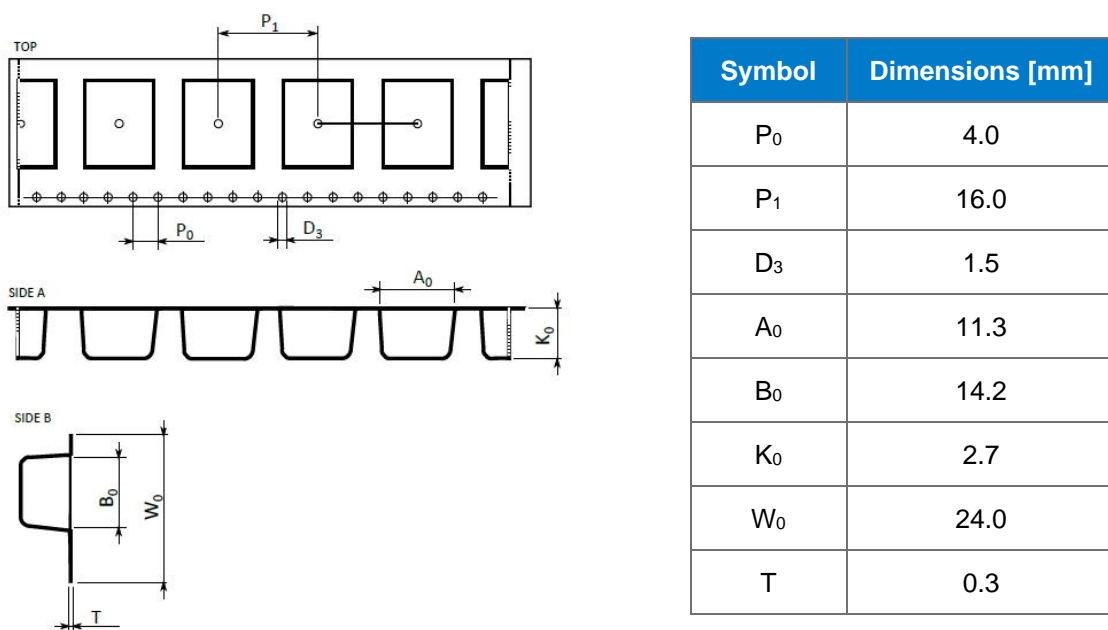 TOP
P₁
P₀
D₃
SIDE A
A₀
K₀
SIDE B
B₀
W₀
T
Symbol Dimensions [mm]
P₀ 4.0
P₁ 16.0
D₃ 1.5
A₀ 11.3
B₀ 14.2
K₀ 2.7
W₀ 24.0
T 0.3